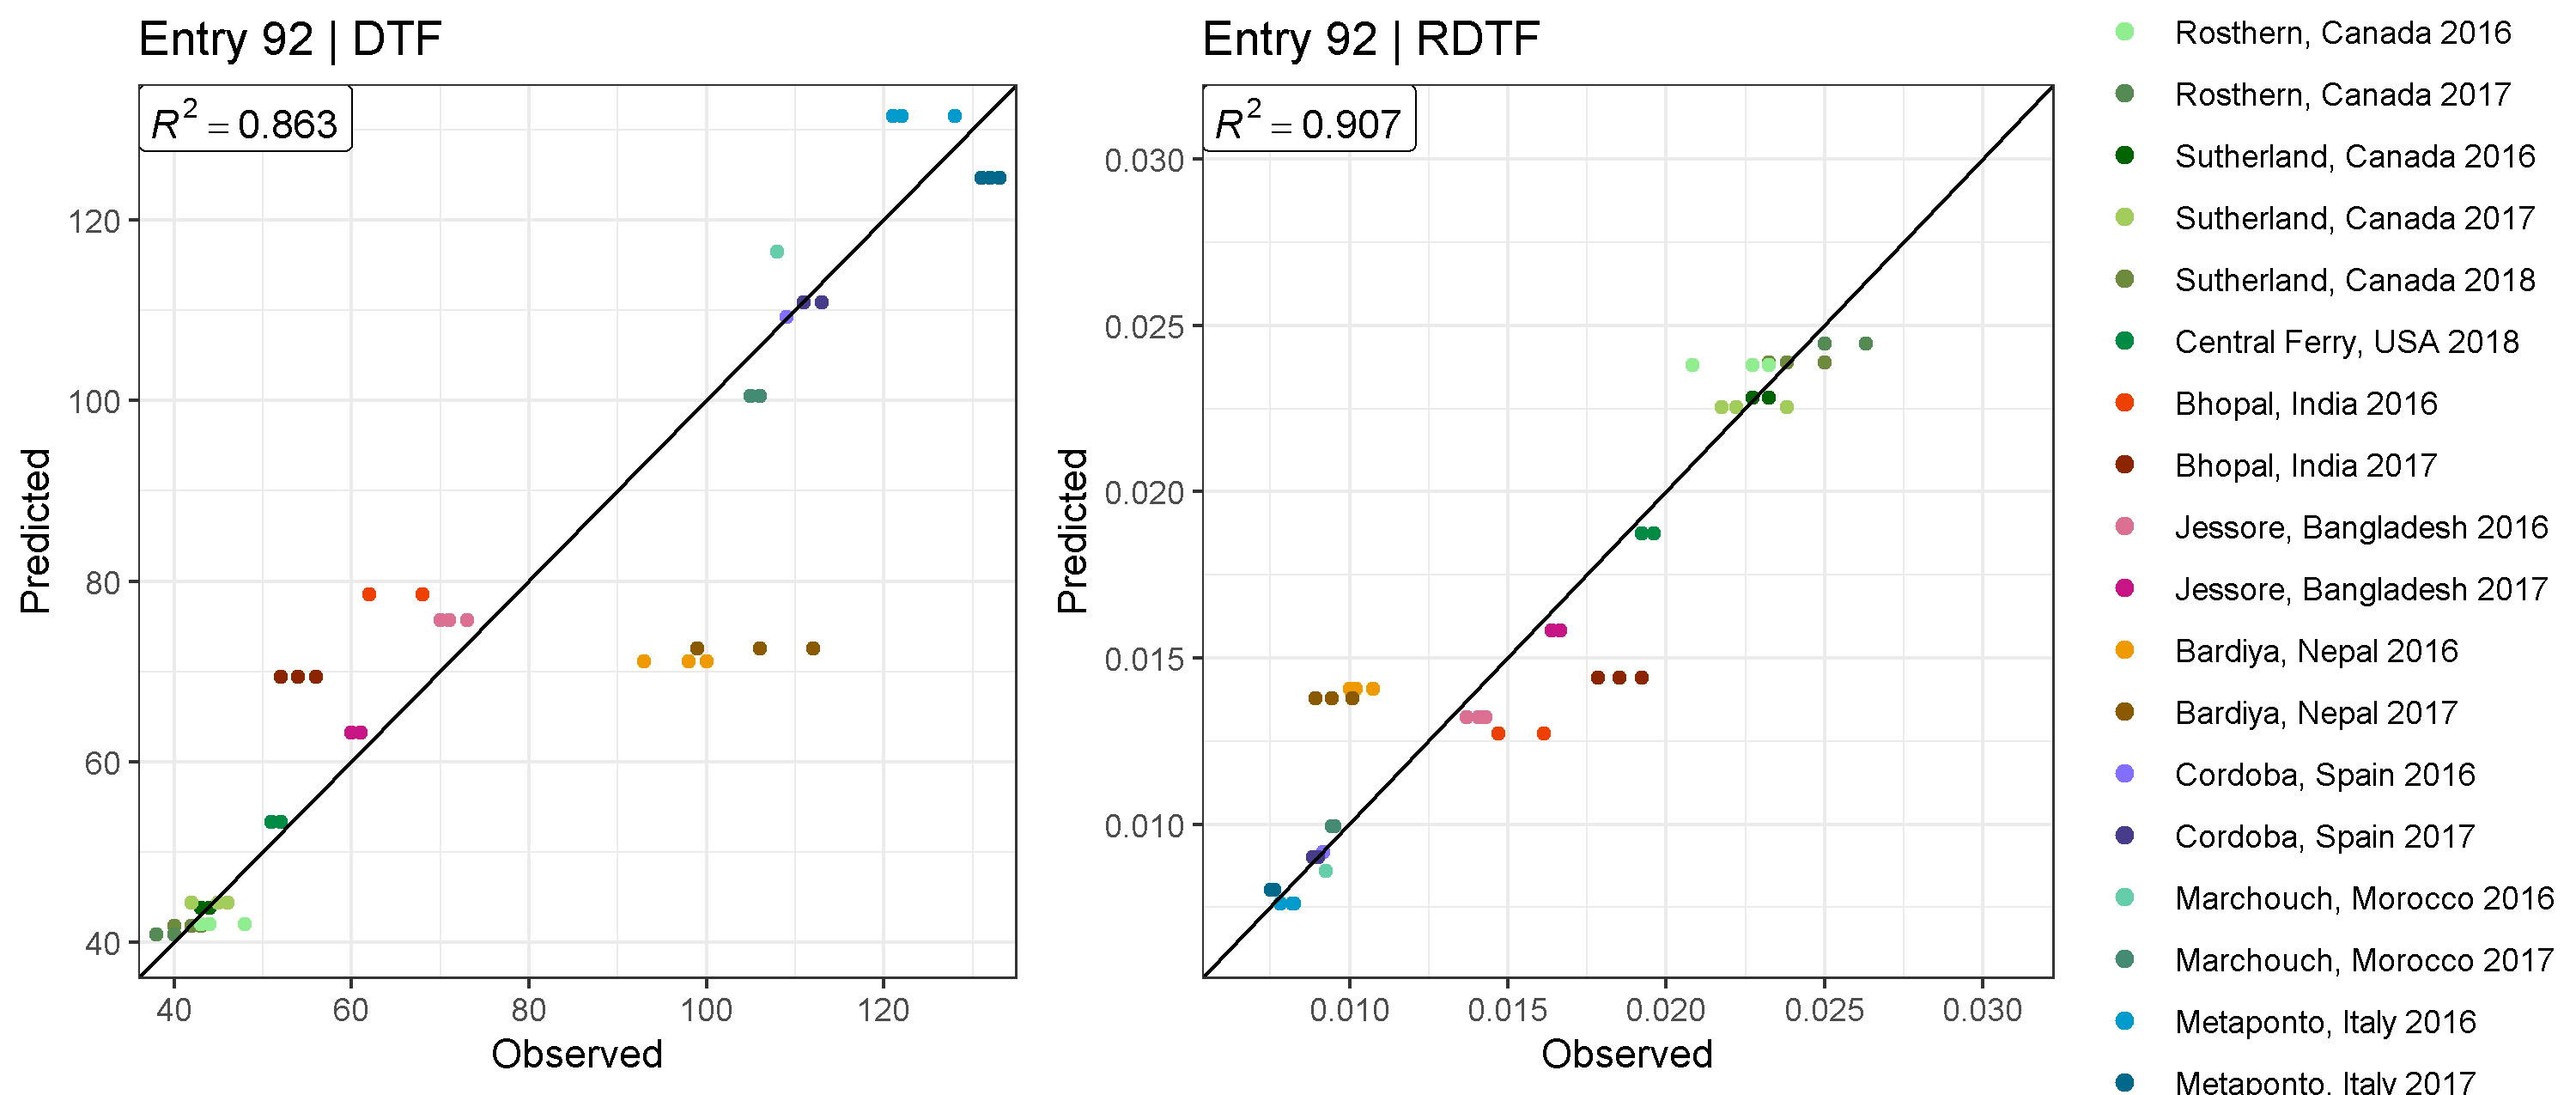 Entry 92 | DTF
R² = 0.863
120
100
80
60
40
40 60 80 100 120
Observed
Predicted
Entry 92 | RDTF
R² = 0.907
0.030
0.025
0.020
0.015
0.010
0.010 0.015 0.020 0.025 0.030
Observed
Predicted
Rosthern, Canada 2016
Rosthern, Canada 2017
Sutherland, Canada 2016
Sutherland, Canada 2017
Sutherland, Canada 2018
Central Ferry, USA 2018
Bhopal, India 2016
Bhopal, India 2017
Jessore, Bangladesh 2016
Jessore, Bangladesh 2017
Bardiya, Nepal 2016
Bardiya, Nepal 2017
Cordoba, Spain 2016
Cordoba, Spain 2017
Marchouch, Morocco 2016
Marchouch, Morocco 2017
Metaponto, Italy 2016
Metaponto, Italy 2017